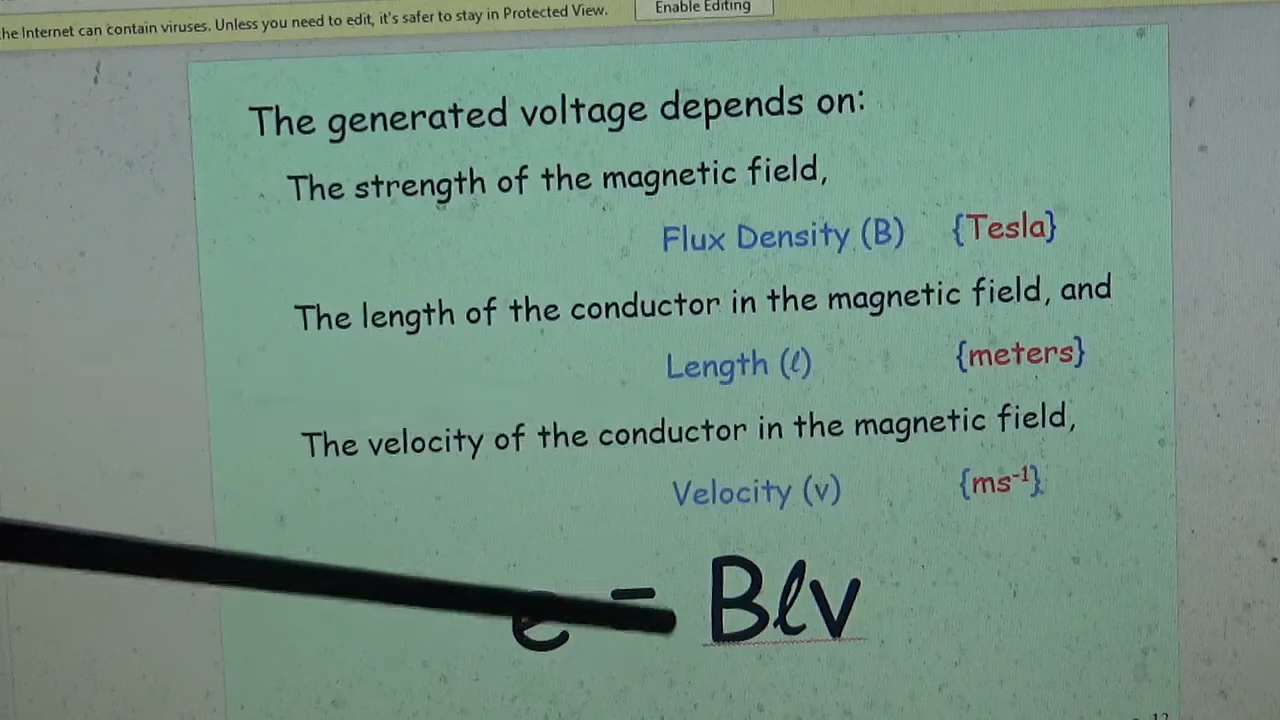 he Internet can contain viruses. Unless you need to edit, it's safer to stay in Protected View. Enable Editing
The generated voltage depends on:
The strength of the magnetic field,
Flux Density (B) {Tesla}
The length of the conductor in the magnetic field, and
Length (ℓ) {meters}
The velocity of the conductor in the magnetic field,
Velocity (v) {ms⁻¹}
e = Bℓv